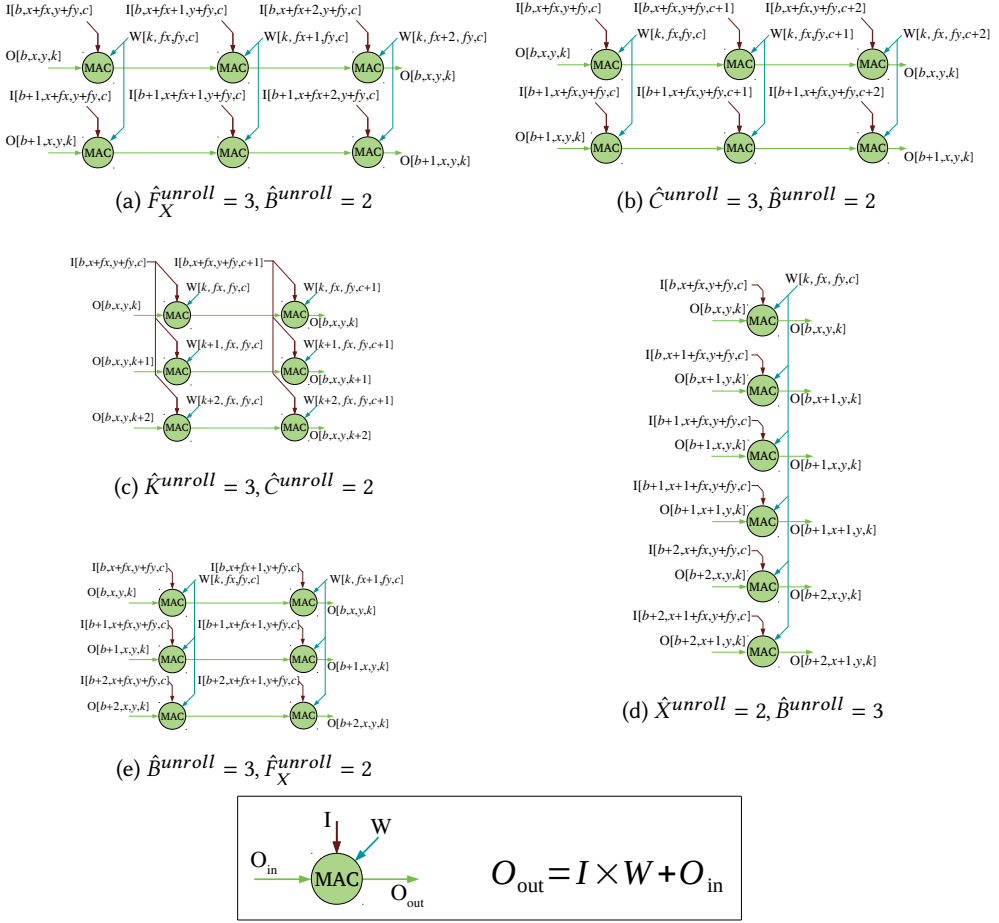 I[b,x+fx,y+fy,c] I[b,x+fx+1,y+fy,c] I[b,x+fx+2,y+fy,c]
W[k, fx,fy,c] W[k, fx+1,fy,c] W[k, fx+2, fy,c]
O[b,x,y,k] MAC MAC MAC O[b,x,y,k]
I[b+1,x+fx,y+fy,c] I[b+1,x+fx+1,y+fy,c] I[b+1,x+fx+2,y+fy,c]
O[b+1,x,y,k] MAC MAC MAC O[b+1,x,y,k]
(a) F̂_X^unroll = 3, B̂^unroll = 2
I[b,x+fx,y+fy,c] I[b,x+fx,y+fy,c+1] I[b,x+fx,y+fy,c+2]
W[k, fx,fy,c] W[k, fx,fy,c+1] W[k, fx, fy,c+2]
O[b,x,y,k] MAC MAC MAC O[b,x,y,k]
I[b+1,x+fx,y+fy,c] I[b+1,x+fx,y+fy,c+1] I[b+1,x+fx,y+fy,c+2]
O[b+1,x,y,k] MAC MAC MAC O[b+1,x,y,k]
(b) Ĉ^unroll = 3, B̂^unroll = 2
I[b,x+fx,y+fy,c] I[b,x+fx,y+fy,c+1]
W[k, fx, fy,c] W[k, fx, fy,c+1]
O[b,x,y,k] MAC MAC O[b,x,y,k]
W[k+1, fx, fy,c] W[k+1, fx, fy,c+1]
O[b,x,y,k+1] MAC MAC O[b,x,y,k+1]
W[k+2, fx, fy,c] W[k+2, fx, fy,c+1]
O[b,x,y,k+2] MAC MAC O[b,x,y,k+2]
(c) K̂^unroll = 3, Ĉ^unroll = 2
W[k, fx, fy, c]
I[b,x+fx,y+fy,c]
O[b,x,y,k] MAC O[b,x,y,k]
I[b,x+1+fx,y+fy,c]
O[b,x+1,y,k] MAC O[b,x+1,y,k]
I[b+1,x+fx,y+fy,c]
O[b+1,x,y,k] MAC O[b+1,x,y,k]
I[b+1,x+1+fx,y+fy,c]
O[b+1,x+1,y,k] MAC O[b+1,x+1,y,k]
I[b+2,x+fx,y+fy,c]
O[b+2,x,y,k] MAC O[b+2,x,y,k]
I[b+2,x+1+fx,y+fy,c]
O[b+2,x+1,y,k] MAC O[b+2,x+1,y,k]
(d) X̂^unroll = 2, B̂^unroll = 3
I[b,x+fx,y+fy,c] I[b,x+fx+1,y+fy,c]
W[k, fx,fy,c] W[k, fx+1,fy,c]
O[b,x,y,k] MAC MAC O[b,x,y,k]
I[b+1,x+fx,y+fy,c] I[b+1,x+fx+1,y+fy,c]
O[b+1,x,y,k] MAC MAC O[b+1,x,y,k]
I[b+2,x+fx,y+fy,c] I[b+2,x+fx+1,y+fy,c]
O[b+2,x,y,k] MAC MAC O[b+2,x,y,k]
(e) B̂^unroll = 3, F̂_X^unroll = 2
I W
O_in MAC O_out
O_out = I × W + O_in